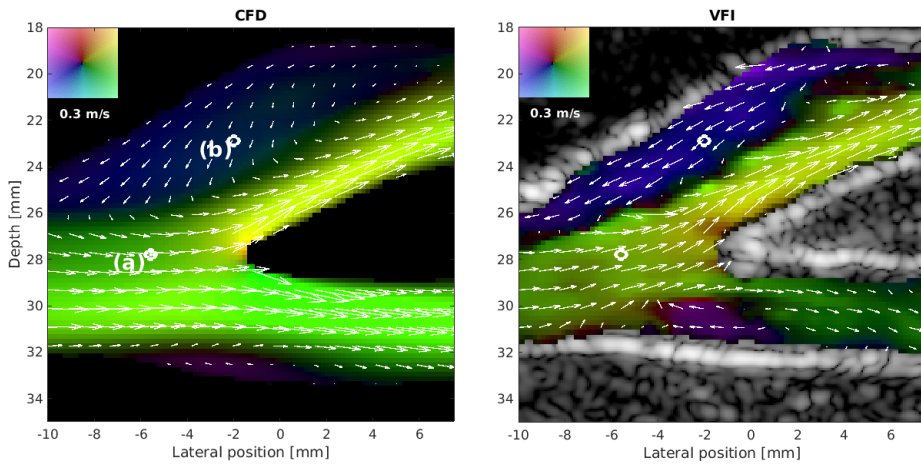 CFD
VFI
0.3 m/s
0.3 m/s
(b)
(a)
Depth [mm]
18
20
22
24
26
28
30
32
34
18
20
22
24
26
28
30
32
34
-10 -8 -6 -4 -2 0 2 4 6
-10 -8 -6 -4 -2 0 2 4 6
Lateral position [mm]
Lateral position [mm]